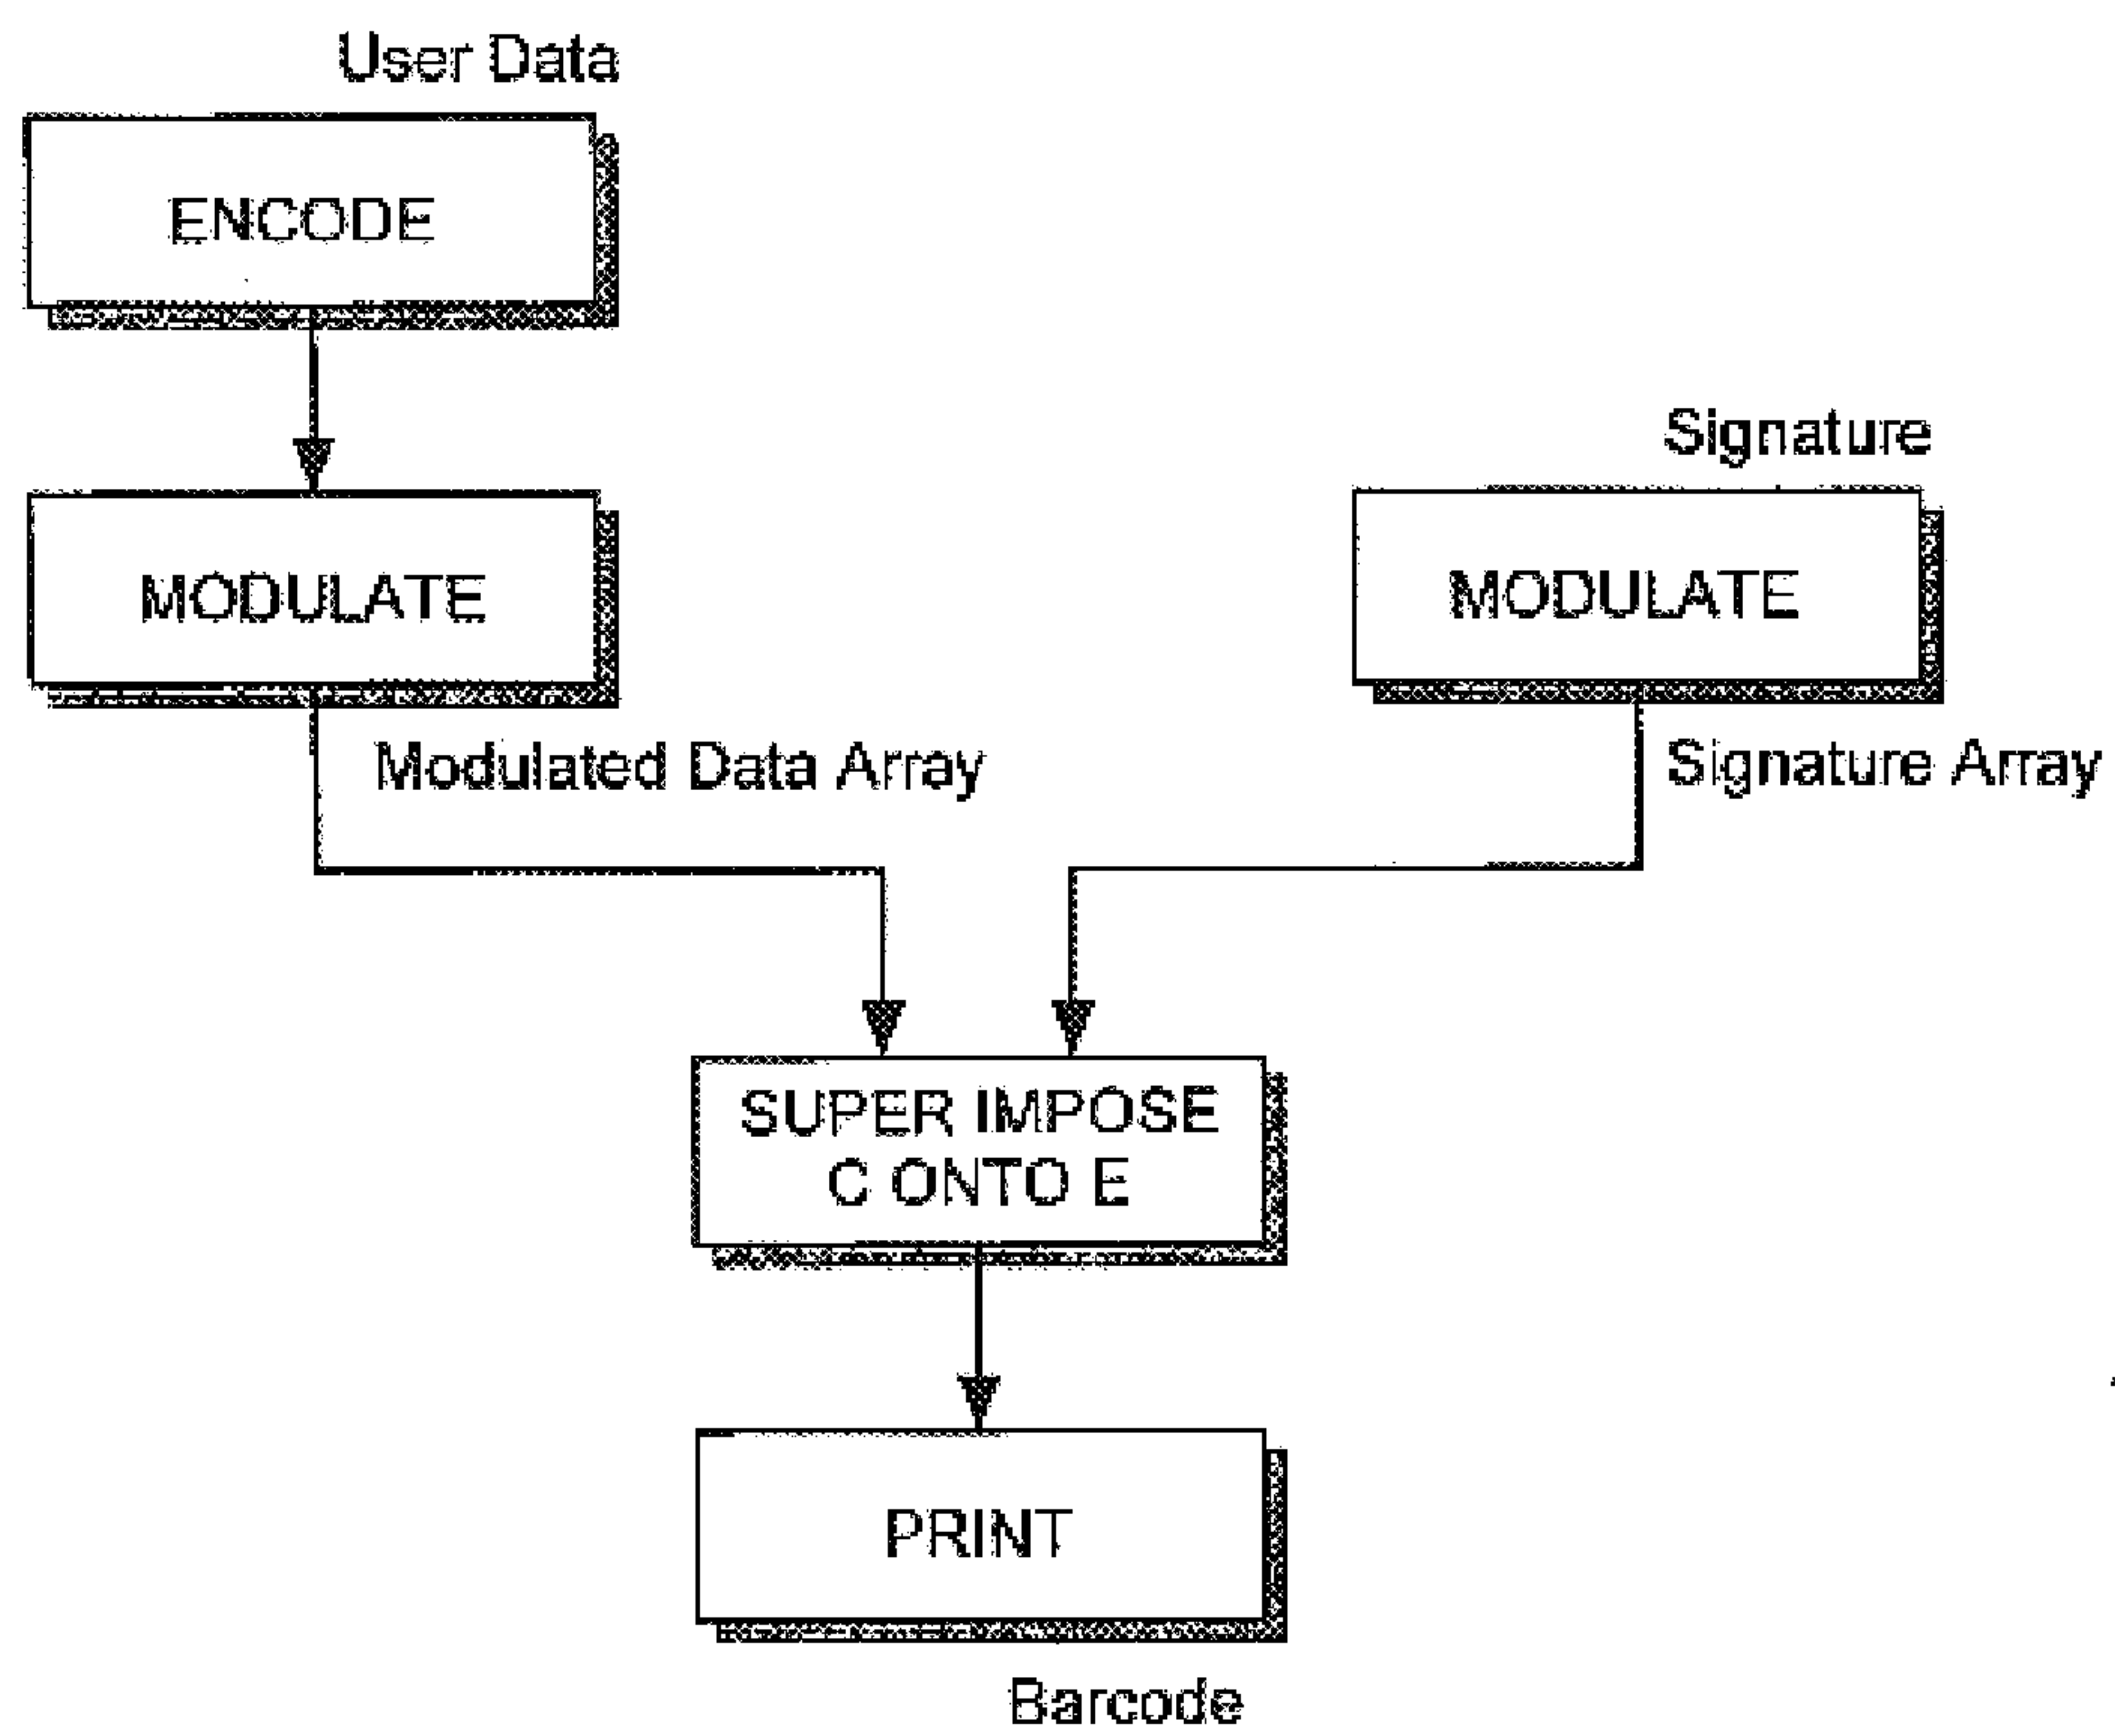 User Data
ENCODE
MODULATE
Signature
MODULATE
Modulated Data Array
Signature Array
SUPER IMPOSE
C ONTO E
PRINT
Barcode